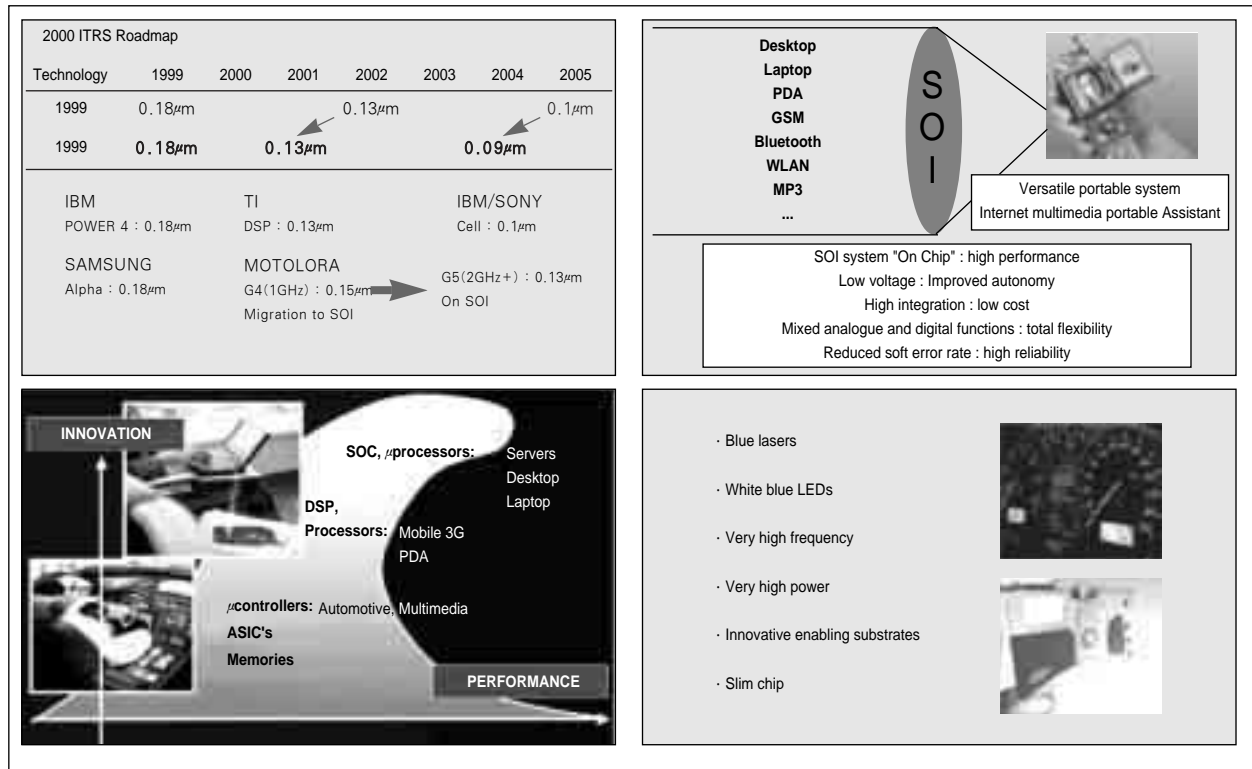 2000 ITRS Roadmap
Technology 1999 2000 2001 2002 2003 2004 2005
1999 0.18μm 0.13μm 0.1μm
1999 0.18μm 0.13μm 0.09μm
IBM TI IBM/SONY
POWER 4 : 0.18μm DSP : 0.13μm Cell : 0.1μm
SAMSUNG MOTOLORA
Alpha : 0.18μm G4(1GHz) : 0.15μm G5(2GHz+) : 0.13μm
Migration to SOI On SOI
Desktop
Laptop
PDA
GSM
Bluetooth
WLAN
MP3
...
SOI
Versatile portable system
Internet multimedia portable Assistant
SOI system "On Chip" : high performance
Low voltage : Improved autonomy
High integration : low cost
Mixed analogue and digital functions : total flexibility
Reduced soft error rate : high reliability
INNOVATION
SOC, μprocessors: Servers
Desktop
Laptop
DSP,
Processors: Mobile 3G
PDA
μcontrollers: Automotive, Multimedia
ASIC's
Memories
PERFORMANCE
· Blue lasers
· White blue LEDs
· Very high frequency
· Very high power
· Innovative enabling substrates
· Slim chip